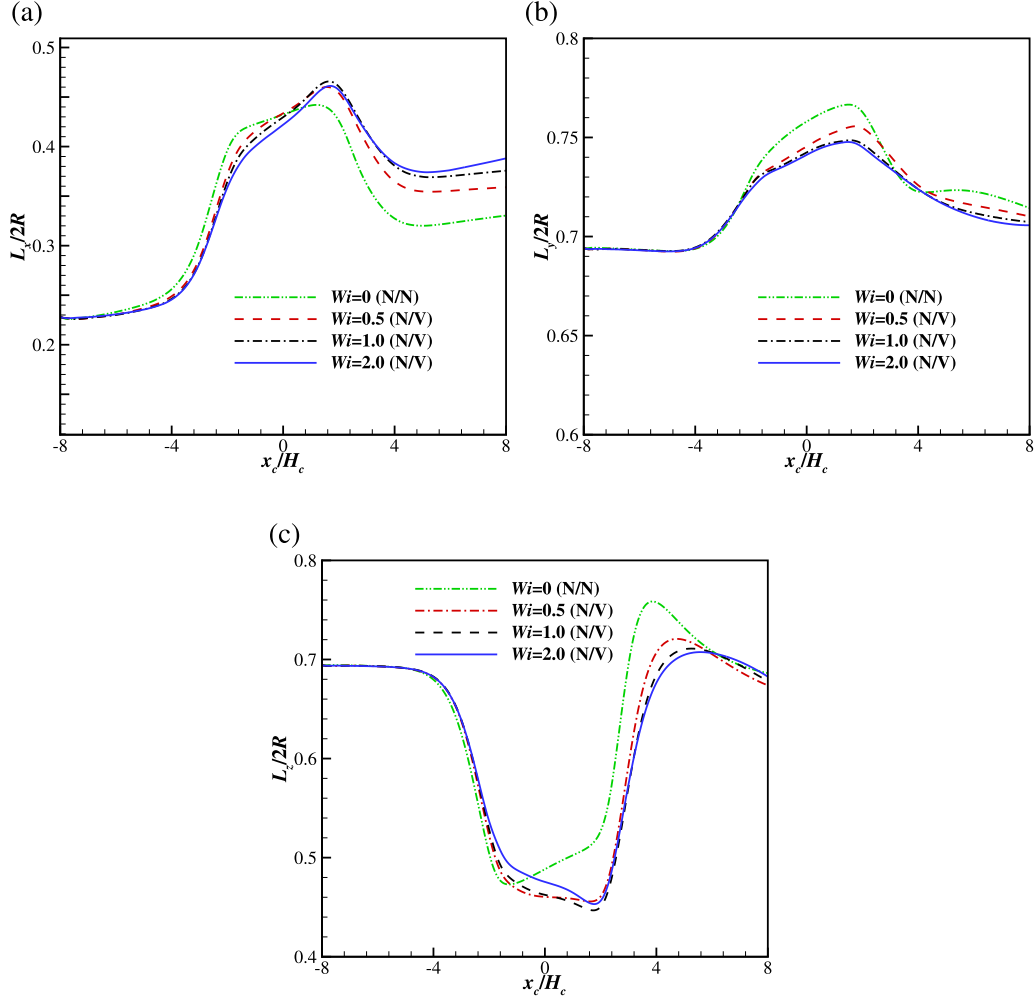 (a)
0.5
0.4
0.3
0.2
L_x/2R
Wi=0 (N/N)
Wi=0.5 (N/V)
Wi=1.0 (N/V)
Wi=2.0 (N/V)
-8 -4 0 4 8
x_c/H_c
(b)
0.8
0.75
0.7
0.65
0.6
L_y/2R
Wi=0 (N/N)
Wi=0.5 (N/V)
Wi=1.0 (N/V)
Wi=2.0 (N/V)
-8 -4 0 4 8
x_c/H_c
(c)
0.8
0.7
0.6
0.5
0.4
L_z/2R
Wi=0 (N/N)
Wi=0.5 (N/V)
Wi=1.0 (N/V)
Wi=2.0 (N/V)
-8 -4 0 4 8
x_c/H_c